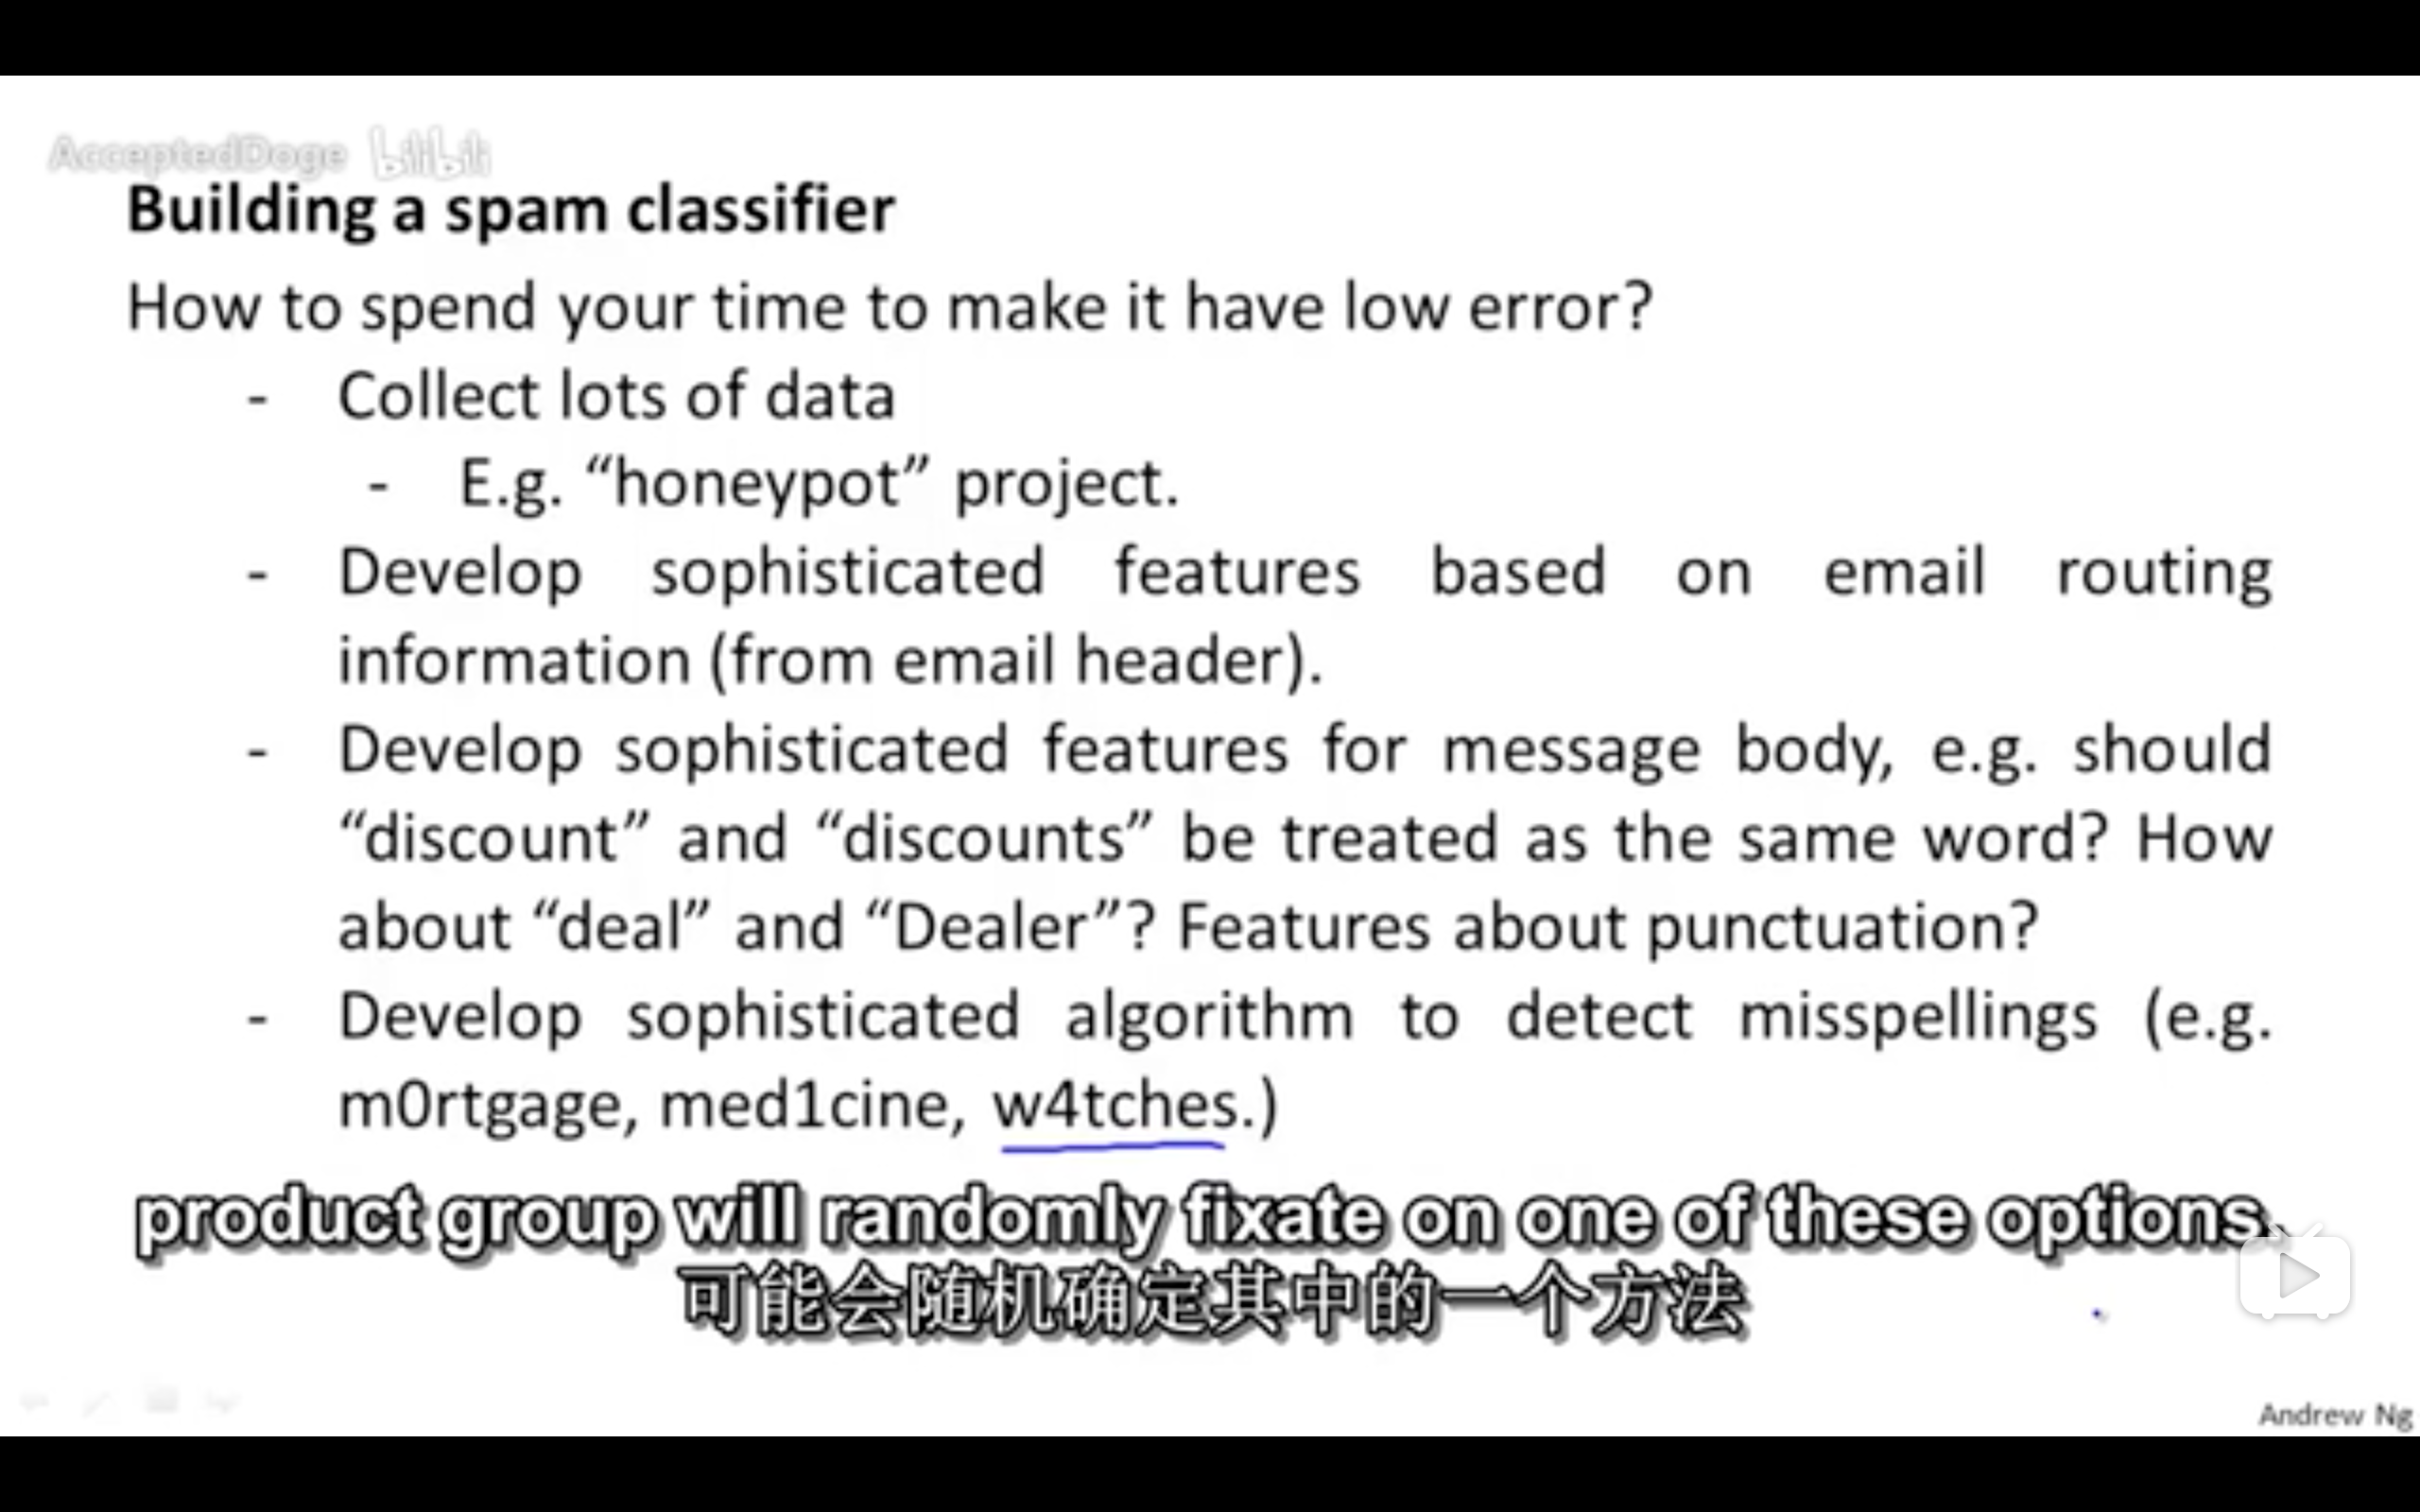 AcceptedDoge bilibili
Building a spam classifier
How to spend your time to make it have low error?
- Collect lots of data
- E.g. “honeypot” project.
- Develop sophisticated features based on email routing
information (from email header).
- Develop sophisticated features for message body, e.g. should
“discount” and “discounts” be treated as the same word? How
about “deal” and “Dealer”? Features about punctuation?
- Develop sophisticated algorithm to detect misspellings (e.g.
m0rtgage, med1cine, w4tches.)
product group will randomly fixate on one of these options.
可能会随机确定其中的一个方法
Andrew Ng